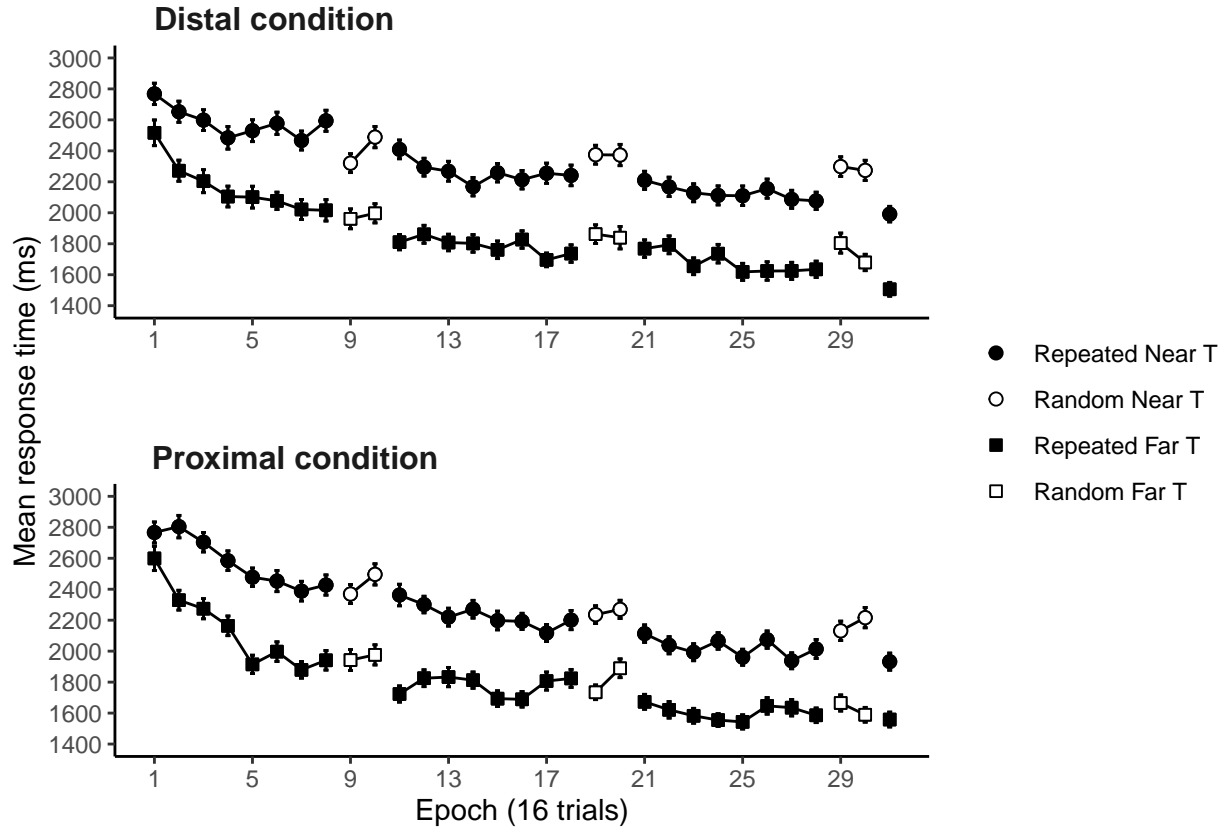 Distal condition
3000
2800
2600
2400
2200
2000
1800
1600
1400
1 5 9 13 17 21 25 29
Mean response time (ms)
Repeated Near T
Random Near T
Repeated Far T
Random Far T
Proximal condition
3000
2800
2600
2400
2200
2000
1800
1600
1400
1 5 9 13 17 21 25 29
Epoch (16 trials)